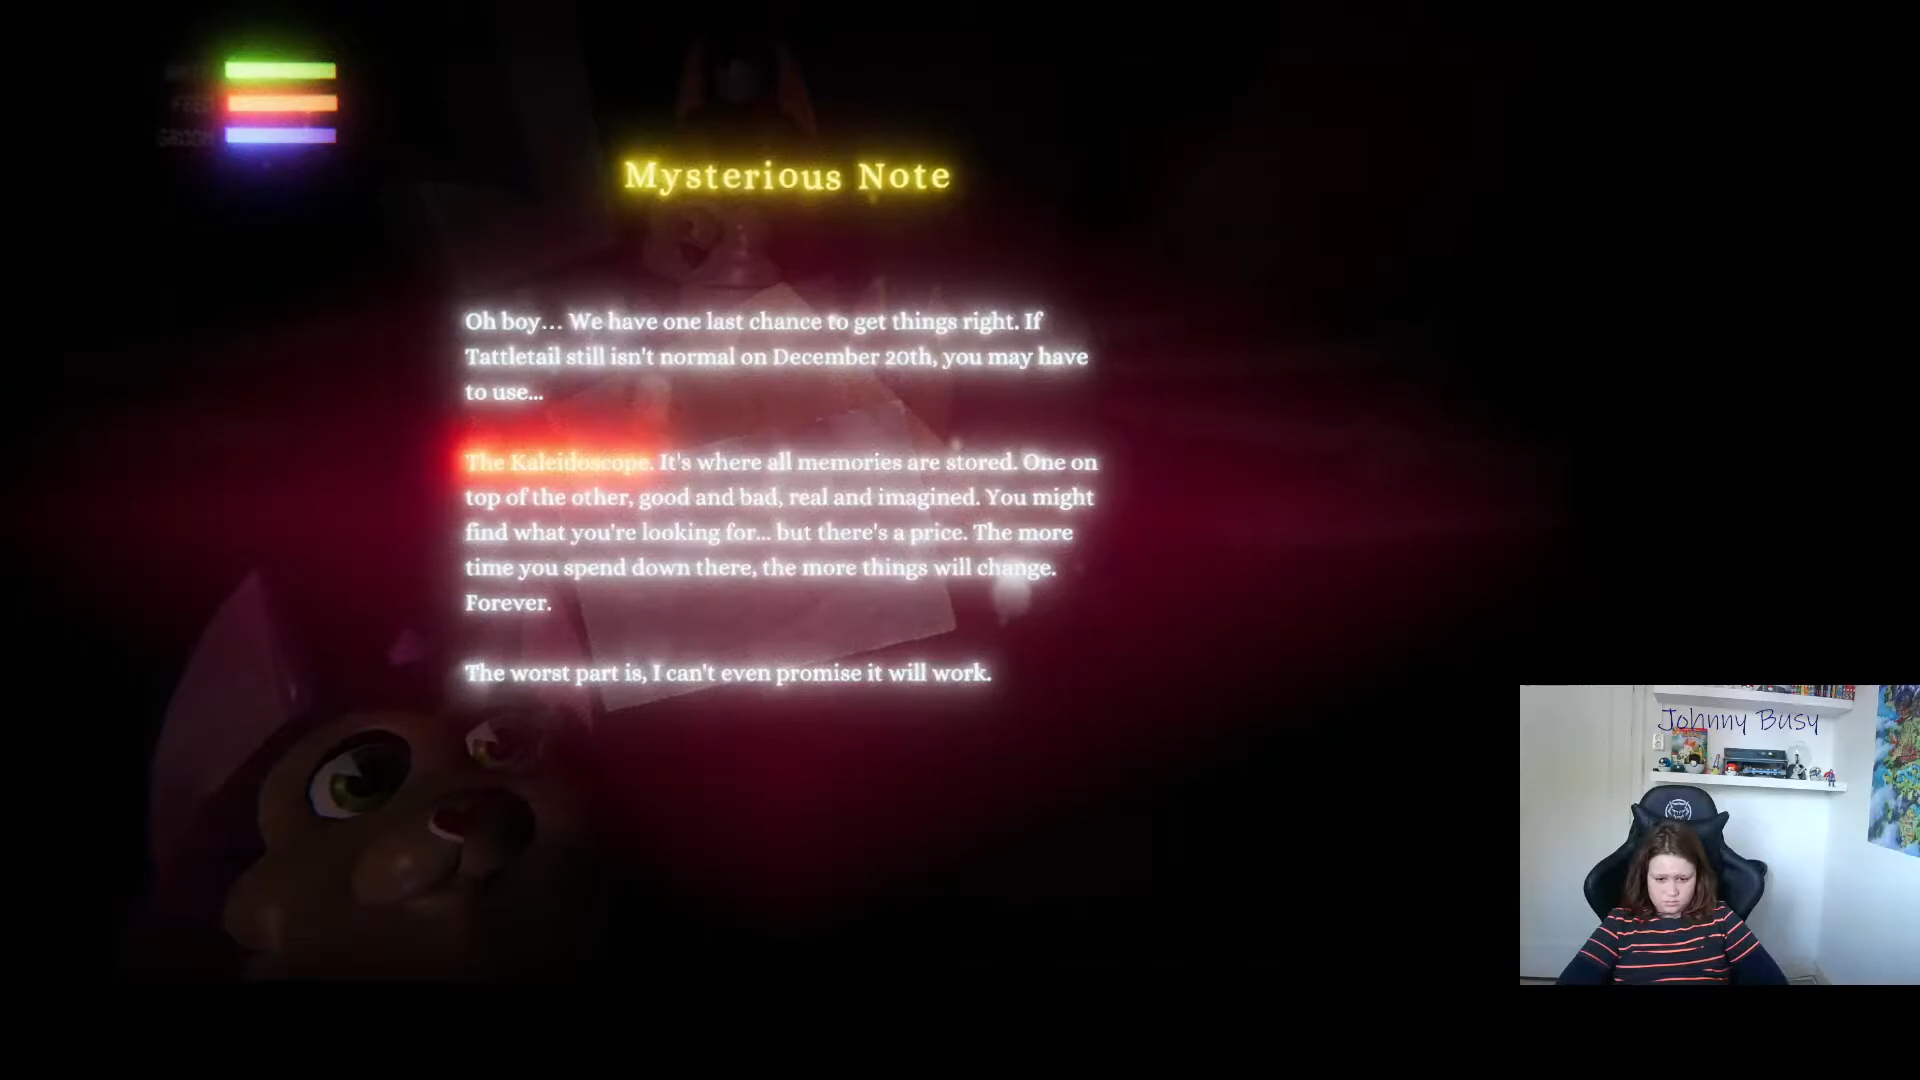 FEED
GROOM
Mysterious Note
Oh boy... We have one last chance to get things right. If
Tattletail still isn't normal on December 20th, you may have
to use...
The Kaleidoscope. It's where all memories are stored. One on
top of the other, good and bad, real and imagined. You might
find what you're looking for... but there's a price. The more
time you spend down there, the more things will change.
Forever.
The worst part is, I can't even promise it will work.
Johnny Busy